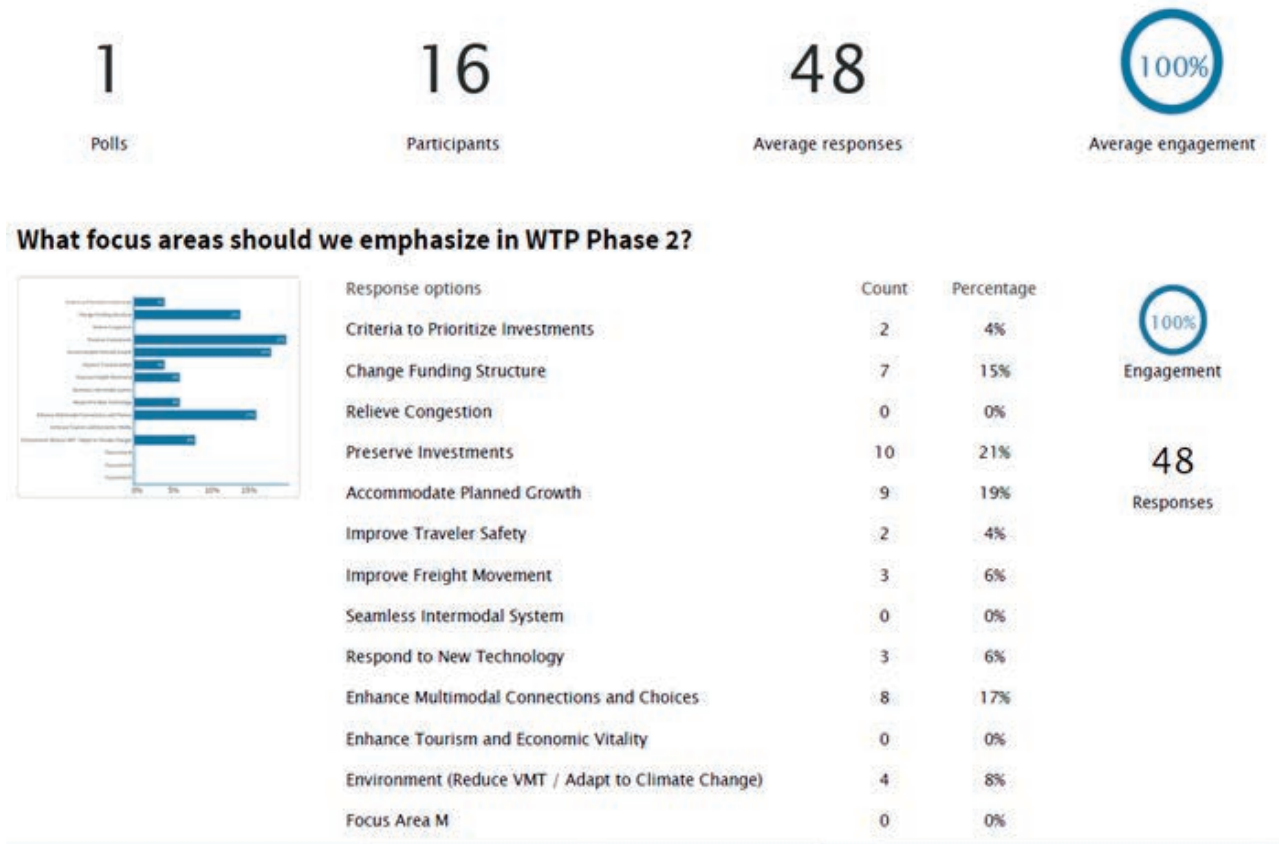 1 16 48 100%
Polls Participants Average responses Average engagement
What focus areas should we emphasize in WTP Phase 2?
Response options Count Percentage
Criteria to Prioritize Investments 2 4%
Change Funding Structure 7 15%
Relieve Congestion 0 0%
Preserve Investments 10 21%
Accommodate Planned Growth 9 19%
Improve Traveler Safety 2 4%
Improve Freight Movement 3 6%
Seamless Intermodal System 0 0%
Respond to New Technology 3 6%
Enhance Multimodal Connections and Choices 8 17%
Enhance Tourism and Economic Vitality 0 0%
Environment (Reduce VMT / Adapt to Climate Change) 4 8%
Focus Area M 0 0%
100%
Engagement
48
Responses
0% 5% 10% 15%